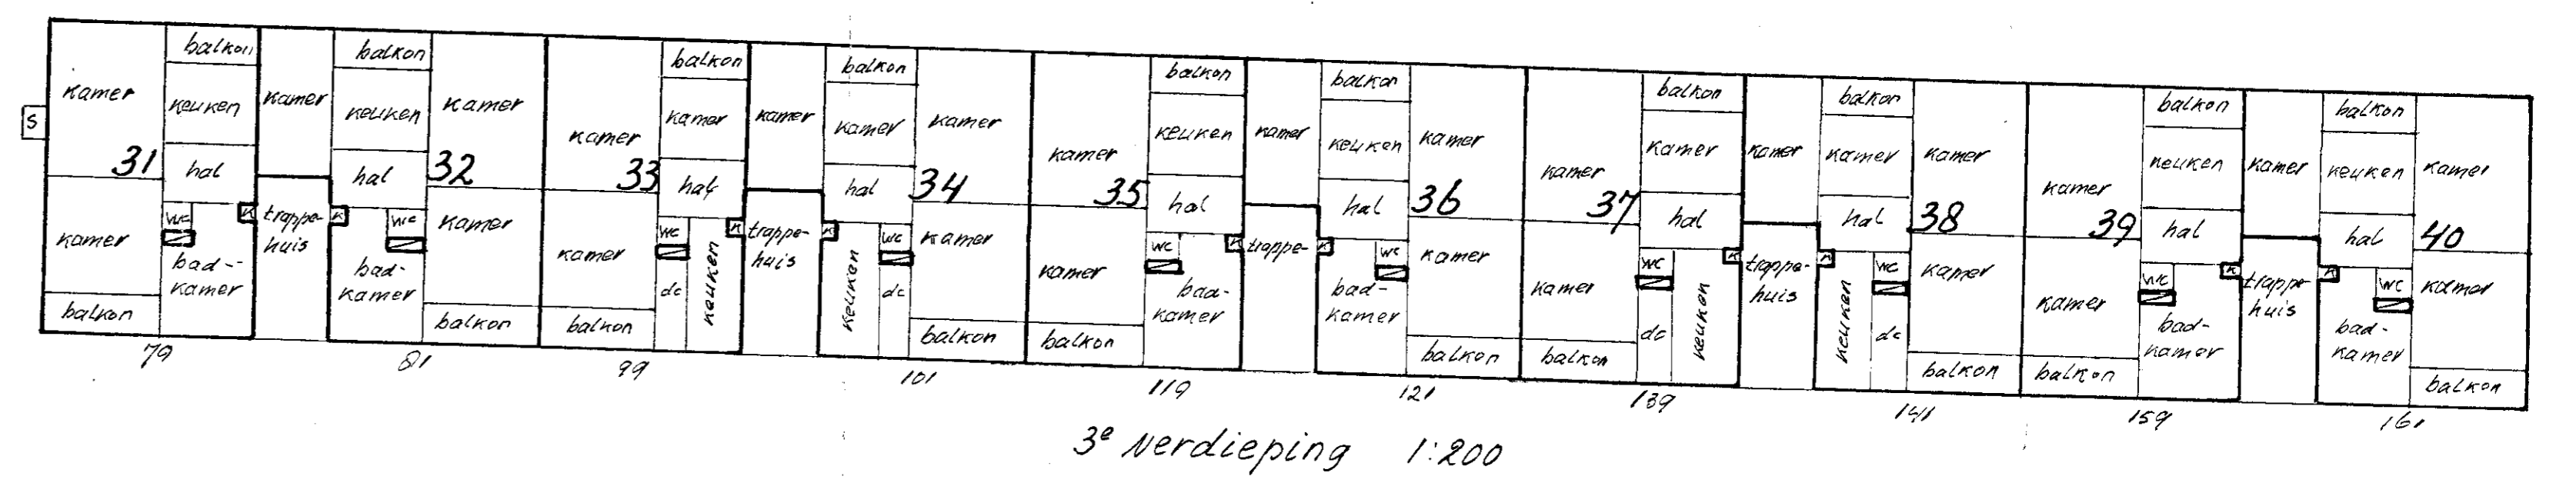 balkon
balkon
balkon
balkon
balkon
balkon
balkon
balkon
balkon
balkon
kamer
keuken
kamer
keuken
kamer
kamer
kamer
kamer
kamer
kamer
kamer
keuken
kamer
keuken
kamer
kamer
kamer
kamer
kamer
kamer
kamer
keuken
kamer
keuken
kamer
S
31
hal
hal
32
33
hal
hal
34
35
hal
hal
36
37
hal
hal
38
39
hal
hal
40
wc
K
trappe-
huis
K
wc
kamer
kamer
wc
K
trappe-
huis
K
wc
kamer
kamer
wc
K
trappe-
K
wc
kamer
kamer
wc
K
trappe-
huis
K
wc
kamer
kamer
wc
K
trappe-
huis
K
wc
kamer
kamer
bad-
kamer
bad-
kamer
dc
keuken
keuken
dc
bad-
kamer
bad-
kamer
dc
keuken
keuken
dc
bad-
kamer
bad-
kamer
balkon
balkon
balkon
balkon
balkon
balkon
balkon
balkon
balkon
balkon
79
81
99
101
119
121
139
141
159
161
3e verdieping 1:200